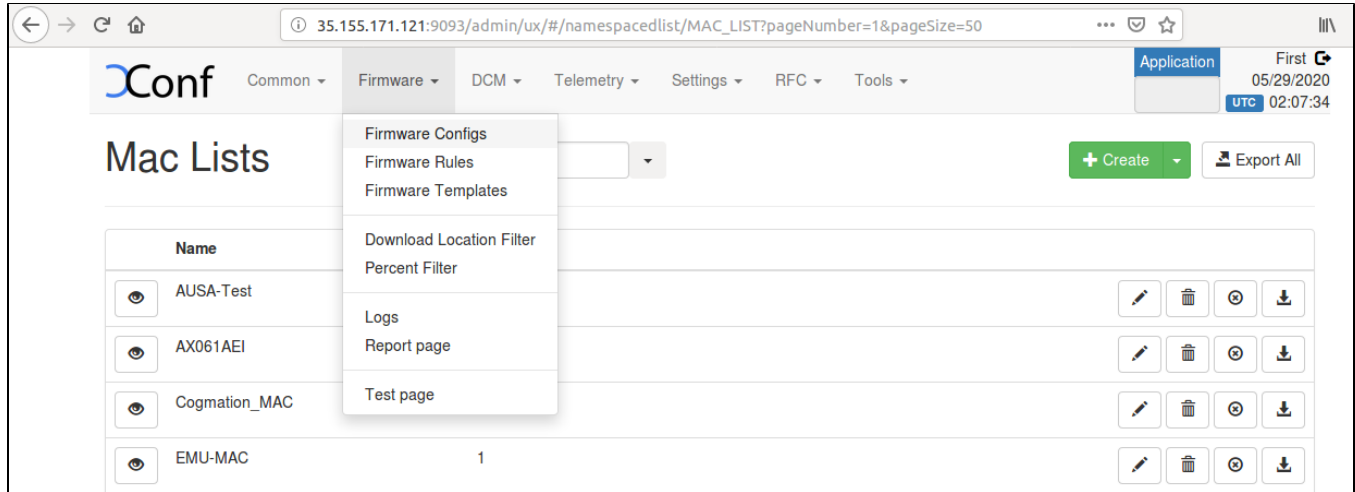 35.155.171.121:9093/admin/ux/#/namespacedlist/MAC_LIST?pageNumber=1&pageSize=50
XConf Common Firmware DCM Telemetry Settings RFC Tools
Application
First
05/29/2020
UTC 02:07:34
Mac Lists
Create
Export All
Firmware Configs
Firmware Rules
Firmware Templates
Download Location Filter
Percent Filter
Logs
Report page
Test page
Name
AUSA-Test
AX061AEI
Cogmation_MAC
EMU-MAC 1